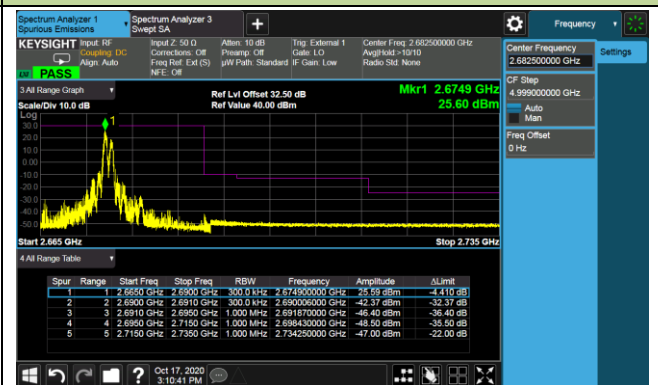 Spectrum Analyzer 1
Spurious Emissions
Spectrum Analyzer 3
Swept SA
Frequency
KEYSIGHT
Input: RF
Coupling: DC
Align: Auto
Input Z: 50 Ω
Corrections: Off
Freq Ref: Ext (S)
NFE: Off
Atten: 10 dB
Preamp: Off
µW Path: Standard
Trig: External 1
Gate: LO
IF Gain: Low
Center Freq: 2.682500000 GHz
Avg|Hold:>10/10
Radio Std: None
LM PASS
3 All Range Graph
Scale/Div 10.0 dB
Ref Lvl Offset 32.50 dB
Ref Value 40.00 dBm
Mkr1 2.6749 GHz
25.60 dBm
Log
30.0
20.0
10.0
0.00
-10.0
-20.0
-30.0
-40.0
-50.0
1
Start 2.665 GHz
Stop 2.735 GHz
4 All Range Table
Spur Range Start Freq Stop Freq RBW Frequency Amplitude ΔLimit
1 1 2.6650 GHz 2.6900 GHz 300.0 kHz 2.674900000 GHz 25.59 dBm -4.410 dB
2 2 2.6900 GHz 2.6910 GHz 300.0 kHz 2.690006000 GHz -42.37 dBm -32.37 dB
3 3 2.6910 GHz 2.6950 GHz 1.000 MHz 2.691870000 GHz -46.40 dBm -36.40 dB
4 4 2.6950 GHz 2.7150 GHz 1.000 MHz 2.698430000 GHz -48.50 dBm -35.50 dB
5 5 2.7150 GHz 2.7350 GHz 1.000 MHz 2.734250000 GHz -47.00 dBm -22.00 dB
Center Frequency
2.682500000 GHz
Settings
CF Step
4.999000000 GHz
Auto
Man
Freq Offset
0 Hz
Oct 17, 2020
3:10:41 PM